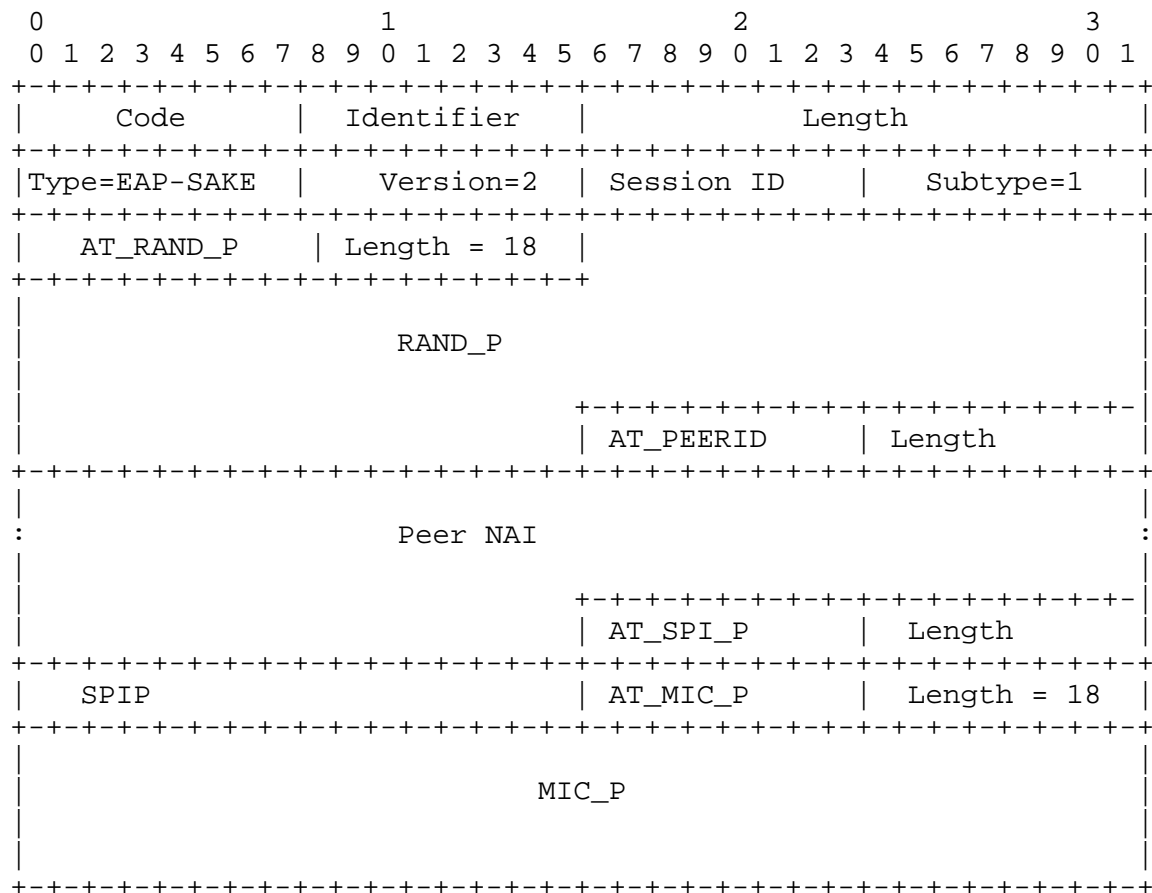 0                   1                   2                   3
 0 1 2 3 4 5 6 7 8 9 0 1 2 3 4 5 6 7 8 9 0 1 2 3 4 5 6 7 8 9 0 1
+-+-+-+-+-+-+-+-+-+-+-+-+-+-+-+-+-+-+-+-+-+-+-+-+-+-+-+-+-+-+-+-+
|      Code     |  Identifier   |            Length             |
+-+-+-+-+-+-+-+-+-+-+-+-+-+-+-+-+-+-+-+-+-+-+-+-+-+-+-+-+-+-+-+-+
|Type=EAP-SAKE  |    Version=2  | Session ID    |   Subtype=1   |
+-+-+-+-+-+-+-+-+-+-+-+-+-+-+-+-+-+-+-+-+-+-+-+-+-+-+-+-+-+-+-+-+
|   AT_RAND_P    | Length = 18  |                               |
+-+-+-+-+-+-+-+-+-+-+-+-+-+-+-+-+                               |
|                                                               |
|                     RAND_P                                    |
|                                                               |
|                               +-+-+-+-+-+-+-+-+-+-+-+-+-+-+-+-|
|                               | AT_PEERID     | Length        |
+-+-+-+-+-+-+-+-+-+-+-+-+-+-+-+-+-+-+-+-+-+-+-+-+-+-+-+-+-+-+-+-+
|                                                               |
:                     Peer NAI                                  :
|                                                               |
|                               +-+-+-+-+-+-+-+-+-+-+-+-+-+-+-+-|
|                               | AT_SPI_P      |  Length       |
+-+-+-+-+-+-+-+-+-+-+-+-+-+-+-+-+-+-+-+-+-+-+-+-+-+-+-+-+-+-+-+-+
|   SPIP                        | AT_MIC_P      |  Length = 18  |
+-+-+-+-+-+-+-+-+-+-+-+-+-+-+-+-+-+-+-+-+-+-+-+-+-+-+-+-+-+-+-+-+
|                                                               |
|                             MIC_P                             |
|                                                               |
|                                                               |
+-+-+-+-+-+-+-+-+-+-+-+-+-+-+-+-+-+-+-+-+-+-+-+-+-+-+-+-+-+-+-+-+